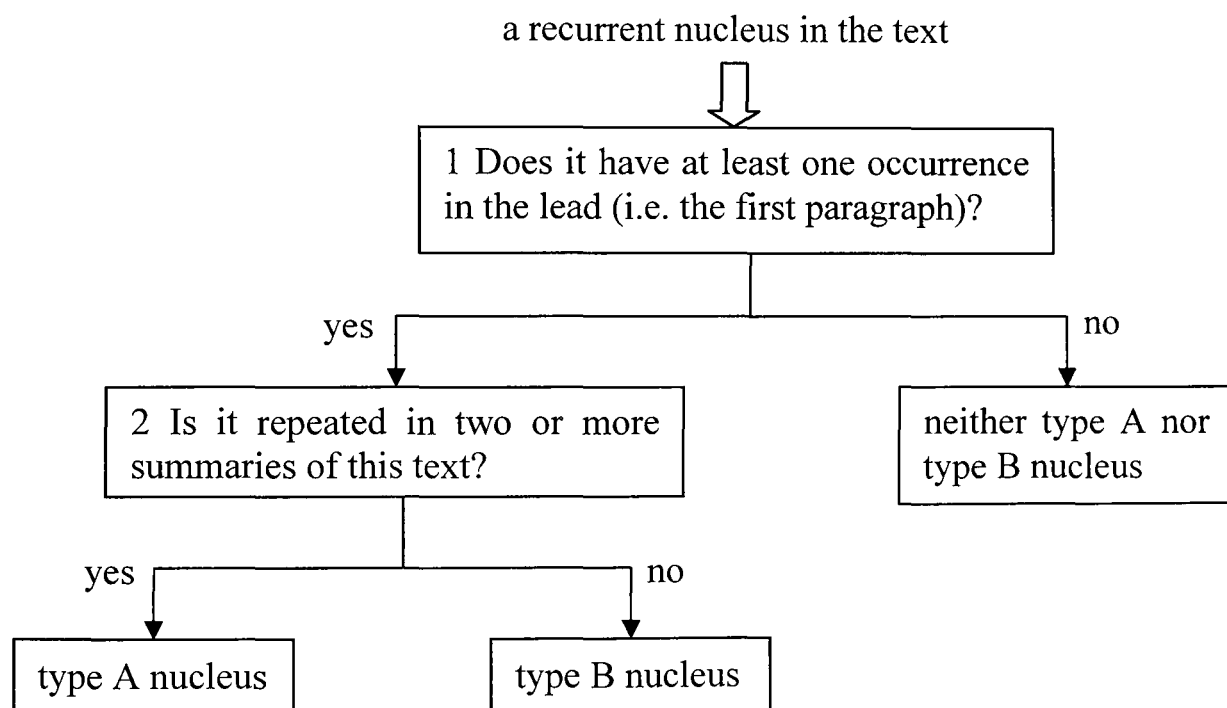 a recurrent nucleus in the text
1 Does it have at least one occurrence
in the lead (i.e. the first paragraph)?
yes
no
2 Is it repeated in two or more
summaries of this text?
neither type A nor
type B nucleus
yes
no
type A nucleus
type B nucleus